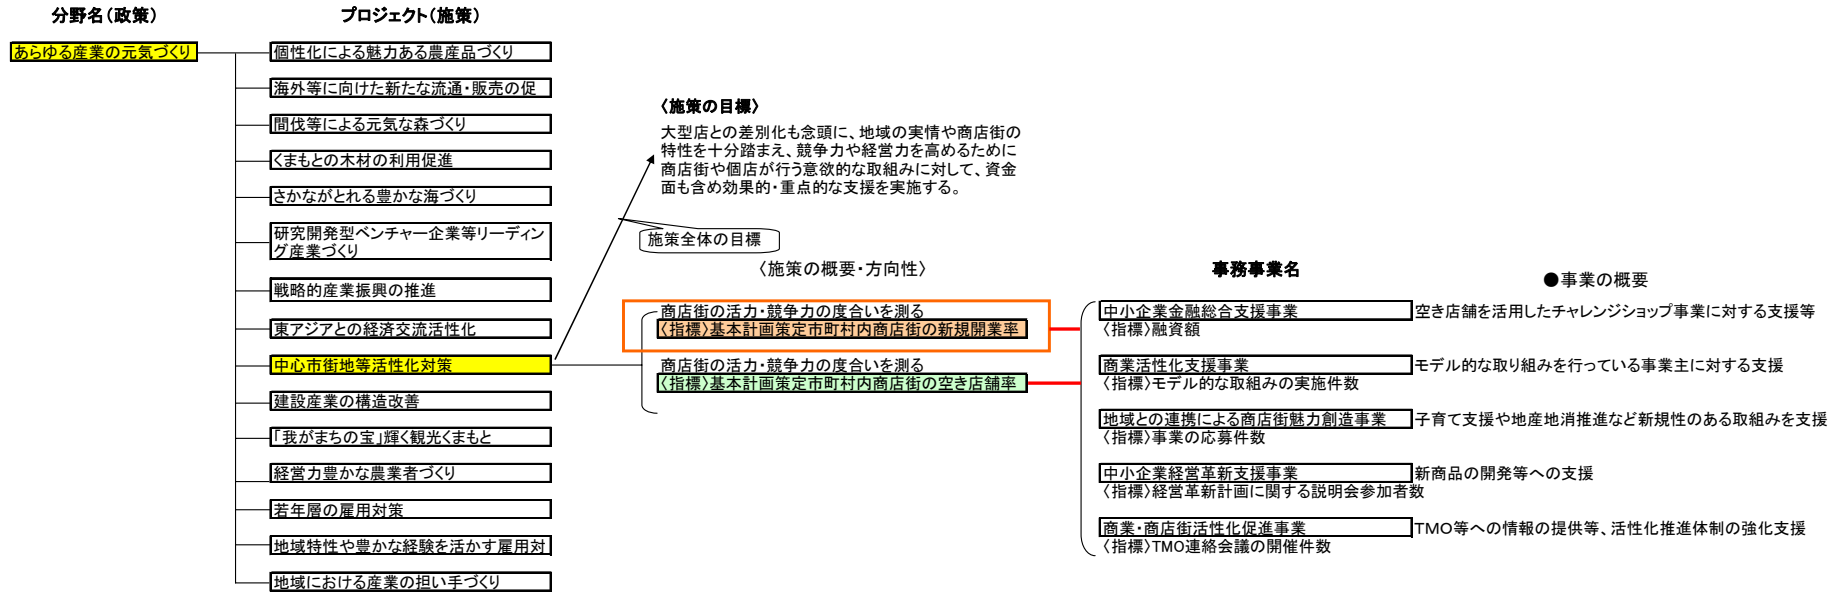 分野名(政策)
プロジェクト(施策)
あらゆる産業の元気づくり
個性化による魅力ある農産品づくり
海外等に向けた新たな流通・販売の促
間伐等による元気な森づくり
くまもとの木材の利用促進
さかながとれる豊かな海づくり
研究開発型ベンチャー企業等リーディン
グ産業づくり
戦略的産業振興の推進
東アジアとの経済交流活性化
中心市街地等活性化対策
建設産業の構造改善
「我がまちの宝」輝く観光くまもと
経営力豊かな農業者づくり
若年層の雇用対策
地域特性や豊かな経験を活かす雇用対
地域における産業の担い手づくり
〈施策の目標〉
大型店との差別化も念頭に、地域の実情や商店街の
特性を十分踏まえ、競争力や経営力を高めるために
商店街や個店が行う意欲的な取組みに対して、資金
面も含め効果的・重点的な支援を実施する。
施策全体の目標
〈施策の概要・方向性〉
商店街の活力・競争力の度合いを測る
〈指標〉基本計画策定市町村内商店街の新規開業率
商店街の活力・競争力の度合いを測る
〈指標〉基本計画策定市町村内商店街の空き店舗率
事務事業名
●事業の概要
中小企業金融総合支援事業
空き店舗を活用したチャレンジショップ事業に対する支援等
〈指標〉融資額
商業活性化支援事業
モデル的な取り組みを行っている事業主に対する支援
〈指標〉モデル的な取組みの実施件数
地域との連携による商店街魅力創造事業
子育て支援や地産地消推進など新規性のある取組みを支援
〈指標〉事業の応募件数
中小企業経営革新支援事業
新商品の開発等への支援
〈指標〉経営革新計画に関する説明会参加者数
商業・商店街活性化促進事業
TMO等への情報の提供等、活性化推進体制の強化支援
〈指標〉TMO連絡会議の開催件数